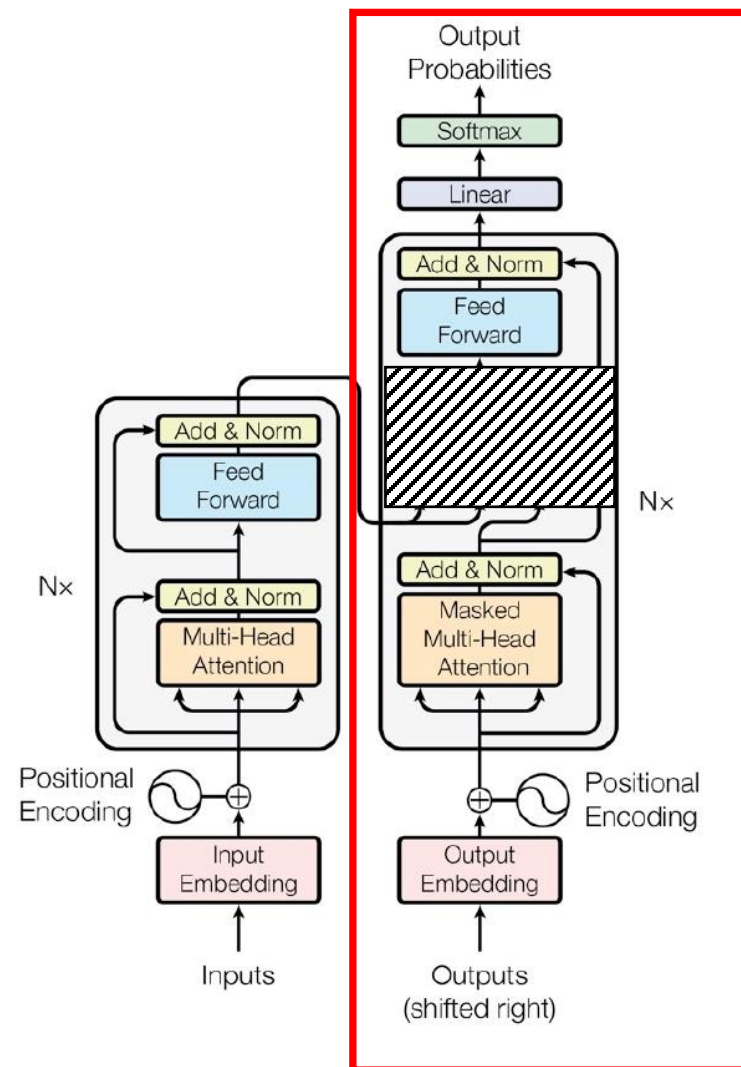 Output
Probabilities
Softmax
Linear
Add & Norm
Feed
Forward
Add & Norm
Feed
Forward
Nx
Nx
Add & Norm
Multi-Head
Attention
Add & Norm
Masked
Multi-Head
Attention
Positional
Encoding
Positional
Encoding
Input
Embedding
Output
Embedding
Inputs
Outputs
(shifted right)